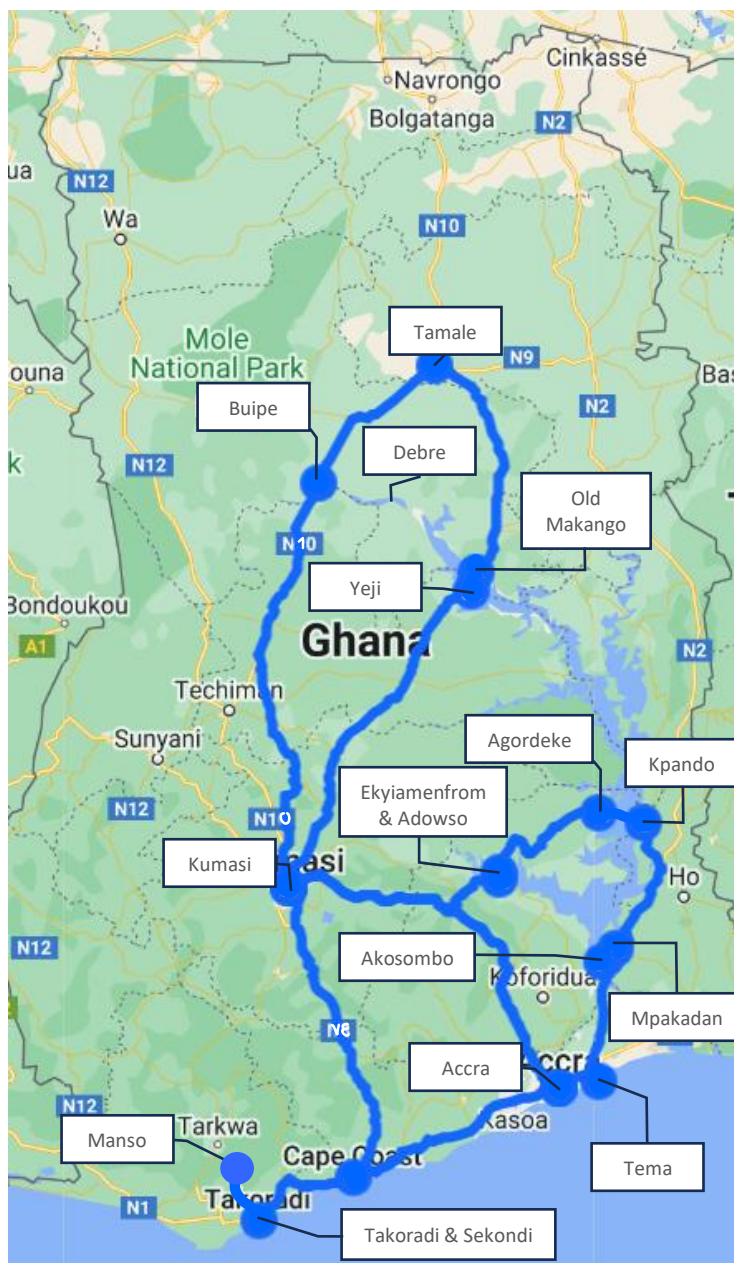 Cinkassé
Navrongo
Bolgatanga
N2
ua
N12
Wa
N10
Mole
National Park
Tamale
N9
ouna
Bas
Buipe
N2
Debre
k
N12
Old
Makango
N10
Yeji
Bondoukou
Ghana
A1
N2
Techiman
Sunyani
Agordeke
Kpando
Ekyiamenfrom
& Adowso
N12
N10
Kumasi
masi
Ho
N12
Akosombo
Koforidua
Mpakadan
N8
Accra
Accra
Kasoa
N12
Tarkwa
Manso
Cape Coast
Tema
Takoradi
N1
Takoradi & Sekondi